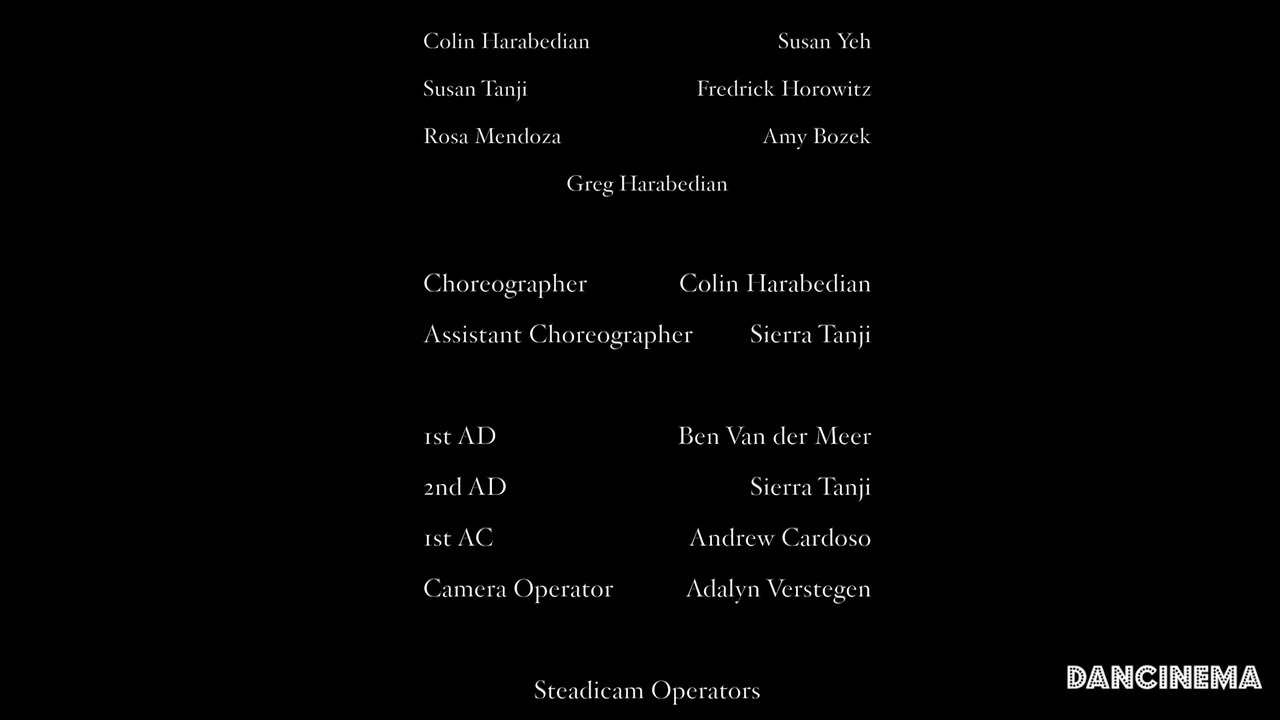 Colin Harabedian Susan Yeh
Susan Tanji Fredrick Horowitz
Rosa Mendoza Amy Bozek
Greg Harabedian
Choreographer Colin Harabedian
Assistant Choreographer Sierra Tanji
1st AD Ben Van der Meer
2nd AD Sierra Tanji
1st AC Andrew Cardoso
Camera Operator Adalyn Verstegen
Steadicam Operators
DANCINEMA